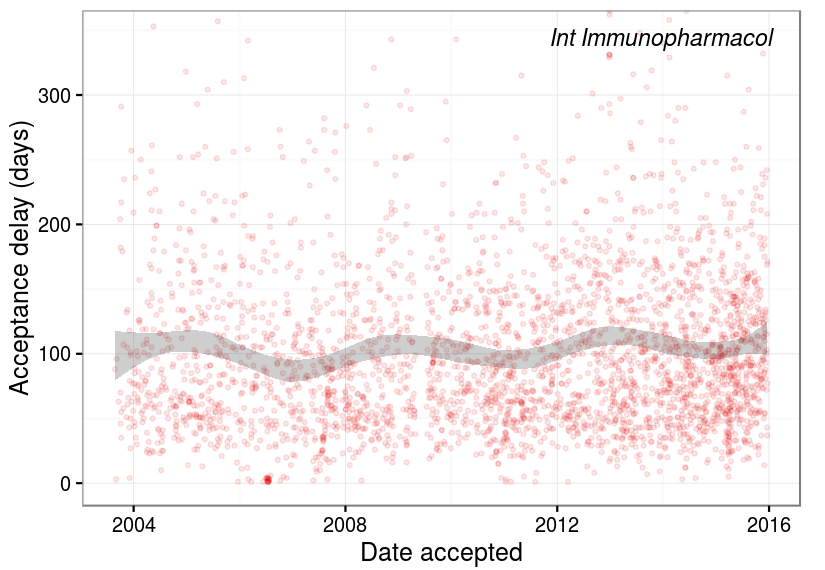 Int Immunopharmacol
Acceptance delay (days)
300
200
100
0
2004
2008
2012
2016
Date accepted